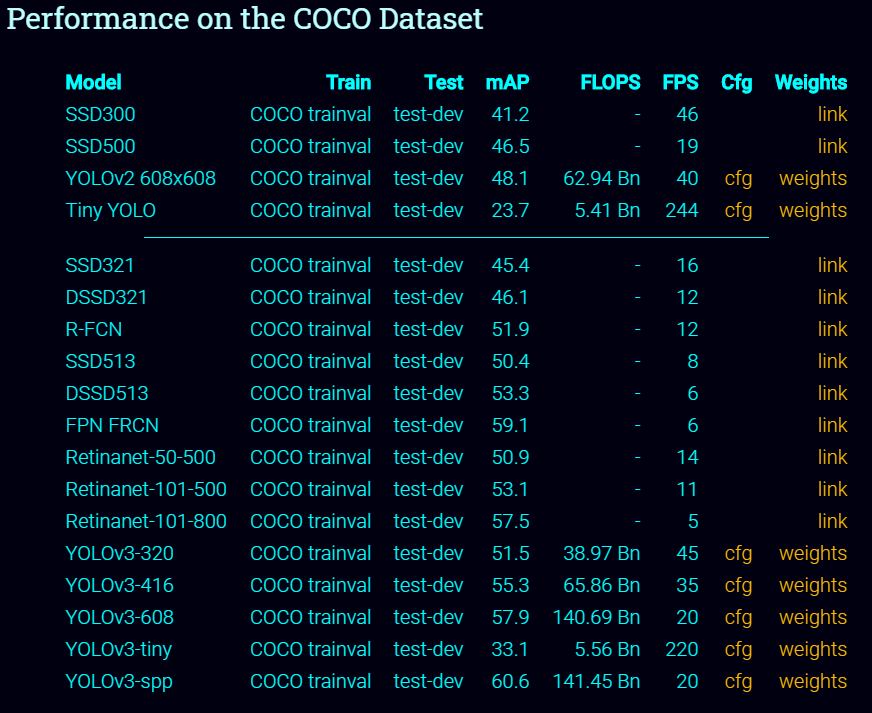 Performance on the COCO Dataset
Model Train Test mAP FLOPS FPS Cfg Weights
SSD300 COCO trainval test-dev 41.2 - 46 link
SSD500 COCO trainval test-dev 46.5 - 19 link
YOLOv2 608x608 COCO trainval test-dev 48.1 62.94 Bn 40 cfg weights
Tiny YOLO COCO trainval test-dev 23.7 5.41 Bn 244 cfg weights
SSD321 COCO trainval test-dev 45.4 - 16 link
DSSD321 COCO trainval test-dev 46.1 - 12 link
R-FCN COCO trainval test-dev 51.9 - 12 link
SSD513 COCO trainval test-dev 50.4 - 8 link
DSSD513 COCO trainval test-dev 53.3 - 6 link
FPN FRCN COCO trainval test-dev 59.1 - 6 link
Retinanet-50-500 COCO trainval test-dev 50.9 - 14 link
Retinanet-101-500 COCO trainval test-dev 53.1 - 11 link
Retinanet-101-800 COCO trainval test-dev 57.5 - 5 link
YOLOv3-320 COCO trainval test-dev 51.5 38.97 Bn 45 cfg weights
YOLOv3-416 COCO trainval test-dev 55.3 65.86 Bn 35 cfg weights
YOLOv3-608 COCO trainval test-dev 57.9 140.69 Bn 20 cfg weights
YOLOv3-tiny COCO trainval test-dev 33.1 5.56 Bn 220 cfg weights
YOLOv3-spp COCO trainval test-dev 60.6 141.45 Bn 20 cfg weights